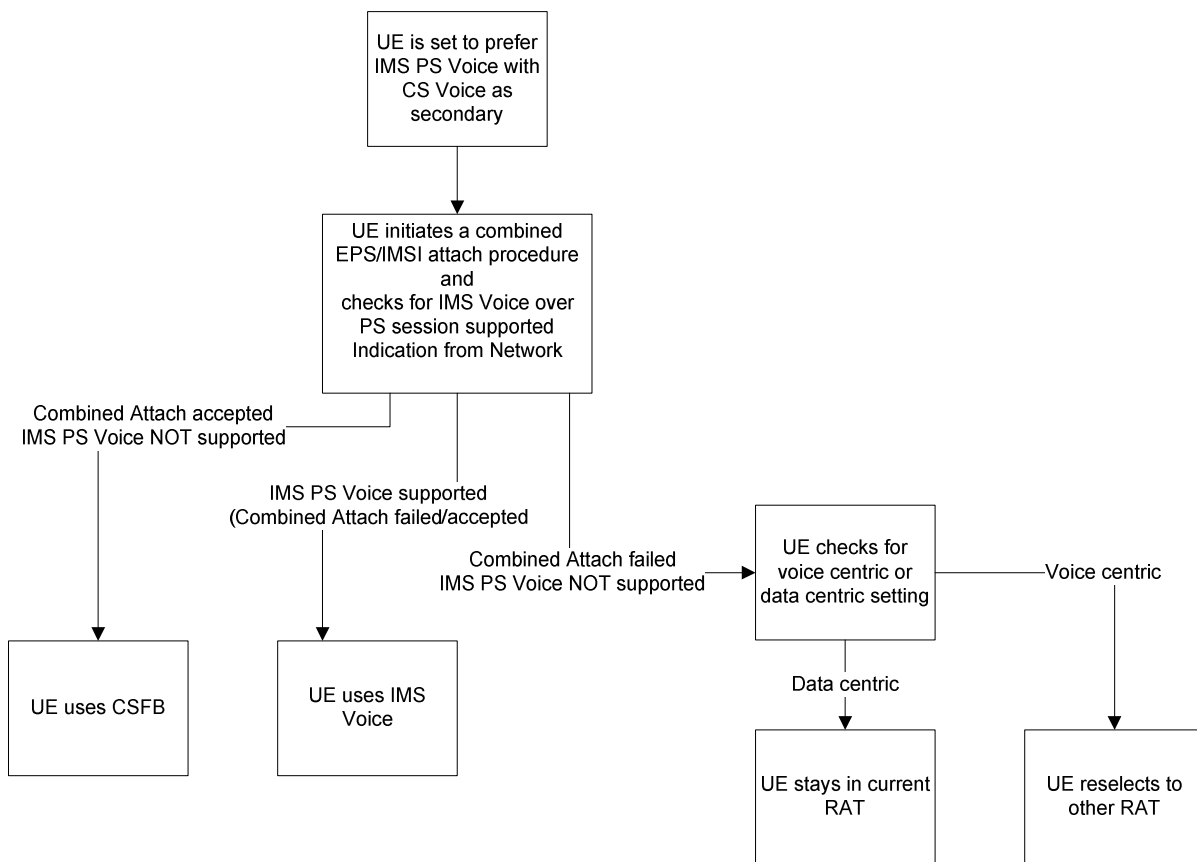 UE is set to prefer
IMS PS Voice with
CS Voice as
secondary
UE initiates a combined
EPS/IMSI attach procedure
and
checks for IMS Voice over
PS session supported
Indication from Network
Combined Attach accepted
IMS PS Voice NOT supported
IMS PS Voice supported
(Combined Attach failed/accepted
Combined Attach failed
IMS PS Voice NOT supported
UE checks for
voice centric or
data centric setting
Voice centric
Data centric
UE uses CSFB
UE uses IMS
Voice
UE stays in current
RAT
UE reselects to
other RAT